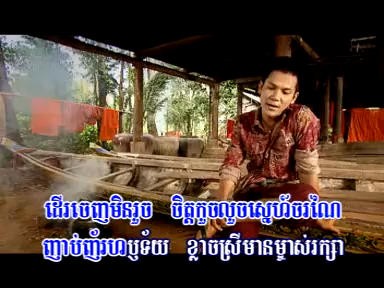 ដើរចេញមិនរួច ចិត្តកួចលួចស្នេហ៍ចរណៃ
ញាប់ញ័រហឫទ័យ ខ្លាចស្រីមានម្ចាស់រក្សា